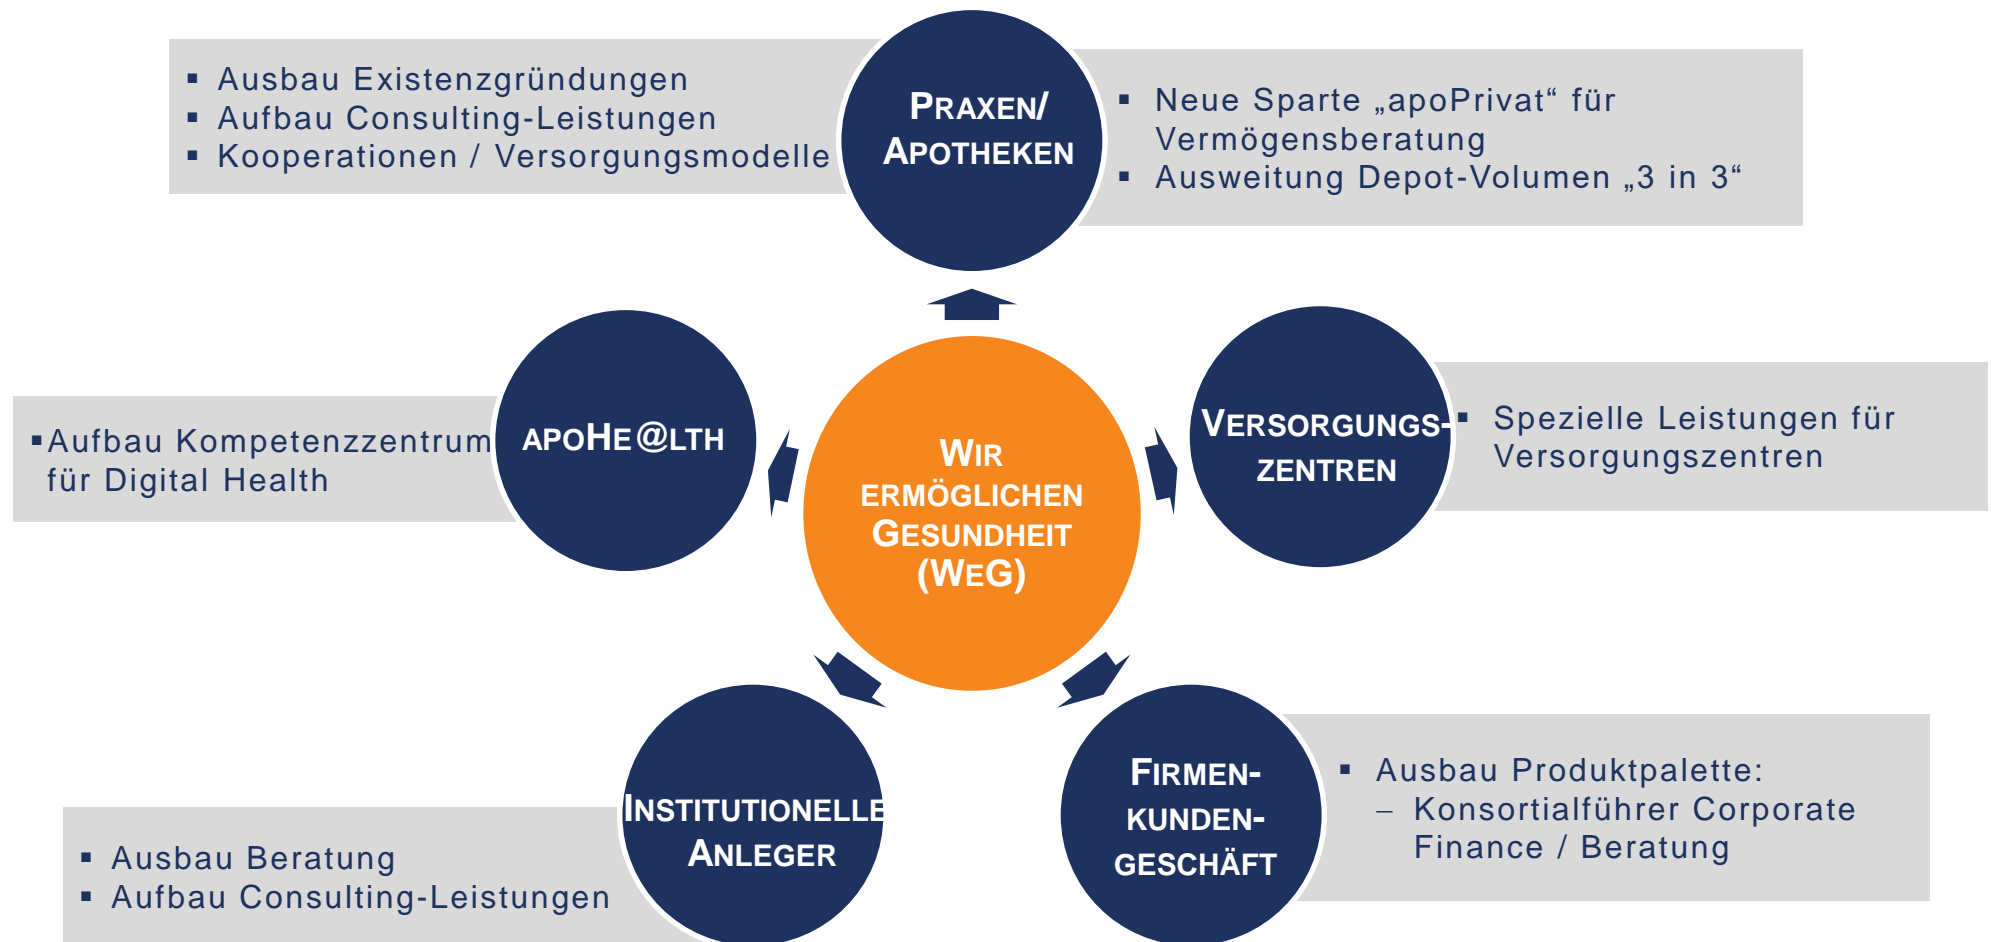 ▪ Ausbau Existenzgründungen
▪ Aufbau Consulting-Leistungen
▪ Kooperationen / Versorgungsmodelle
PRAXEN/
APOTHEKEN
▪ Neue Sparte „apoPrivat“ für
Vermögensberatung
▪ Ausweitung Depot-Volumen „3 in 3“
▪Aufbau Kompetenzzentrum
für Digital Health
APOHE@LTH
WIR
ERMÖGLICHEN
GESUNDHEIT
(WEG)
VERSORGUNGS-
ZENTREN
▪ Spezielle Leistungen für
Versorgungszentren
▪ Ausbau Beratung
▪ Aufbau Consulting-Leistungen
INSTITUTIONELLE
ANLEGER
FIRMEN-
KUNDEN-
GESCHÄFT
▪ Ausbau Produktpalette:
– Konsortialführer Corporate
Finance / Beratung